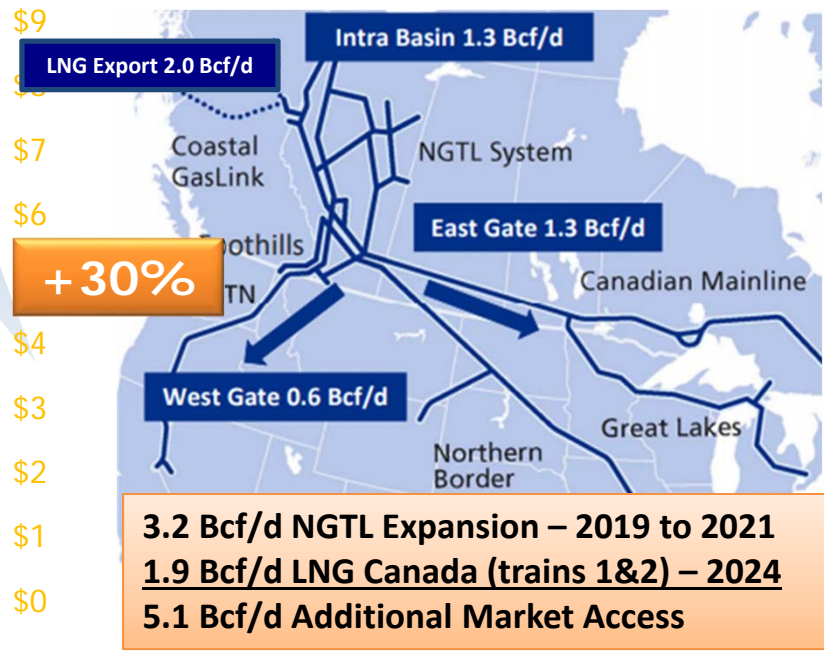 $9
Intra Basin 1.3 Bcf/d
LNG Export 2.0 Bcf/d
$7
Coastal
GasLink
NGTL System
$6
East Gate 1.3 Bcf/d
Foothills
+30%
TN
Canadian Mainline
$4
$3
West Gate 0.6 Bcf/d
Great Lakes
$2
Northern
Border
$1
3.2 Bcf/d NGTL Expansion – 2019 to 2021
1.9 Bcf/d LNG Canada (trains 1&2) – 2024
5.1 Bcf/d Additional Market Access
$0